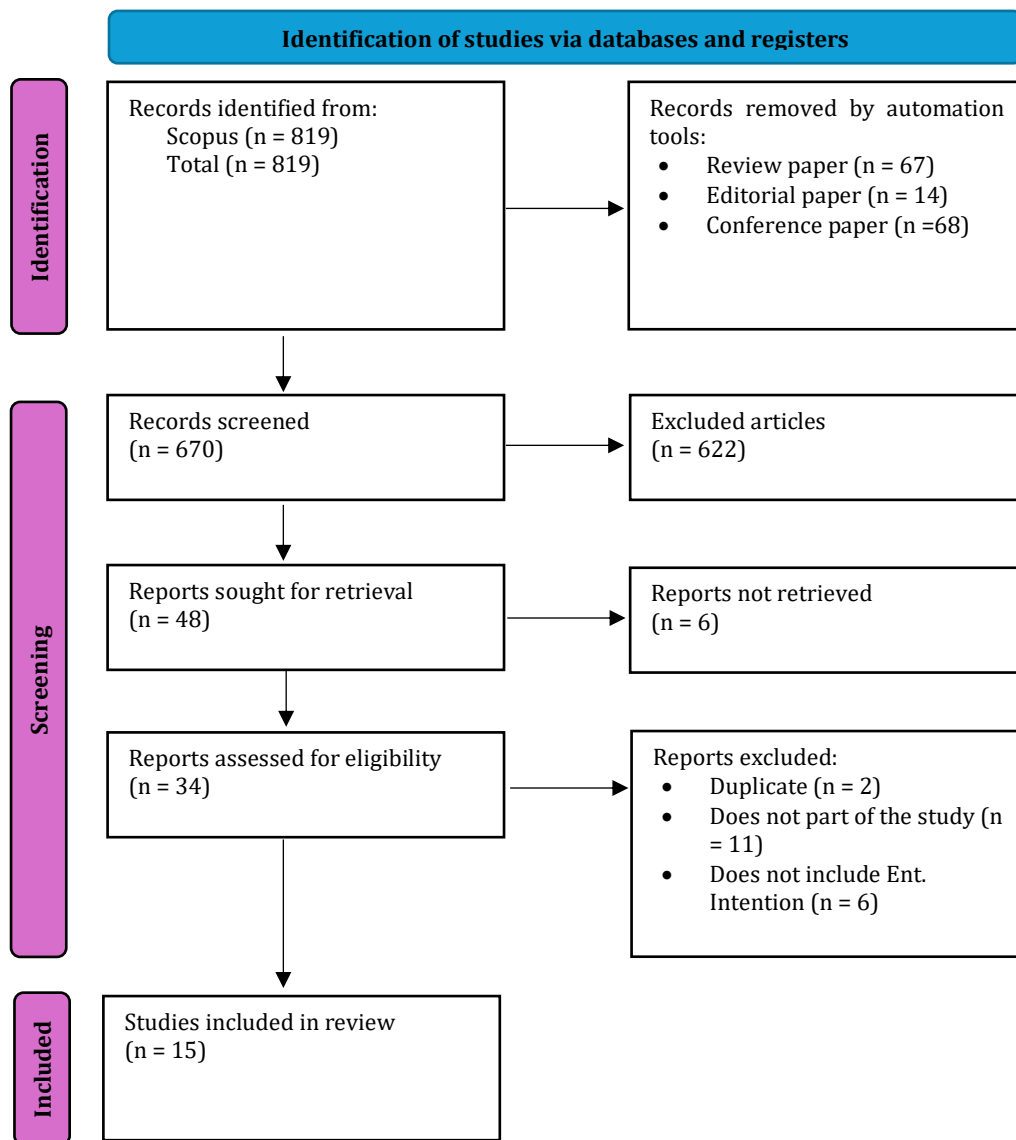 Identification of studies via databases and registers
Identification
Records identified from:
Scopus (n = 819)
Total (n = 819)
Records removed by automation
tools:
• Review paper (n = 67)
• Editorial paper (n = 14)
• Conference paper (n =68)
Screening
Records screened
(n = 670)
Excluded articles
(n = 622)
Reports sought for retrieval
(n = 48)
Reports not retrieved
(n = 6)
Reports assessed for eligibility
(n = 34)
Reports excluded:
• Duplicate (n = 2)
• Does not part of the study (n
= 11)
• Does not include Ent.
Intention (n = 6)
Included
Studies included in review
(n = 15)